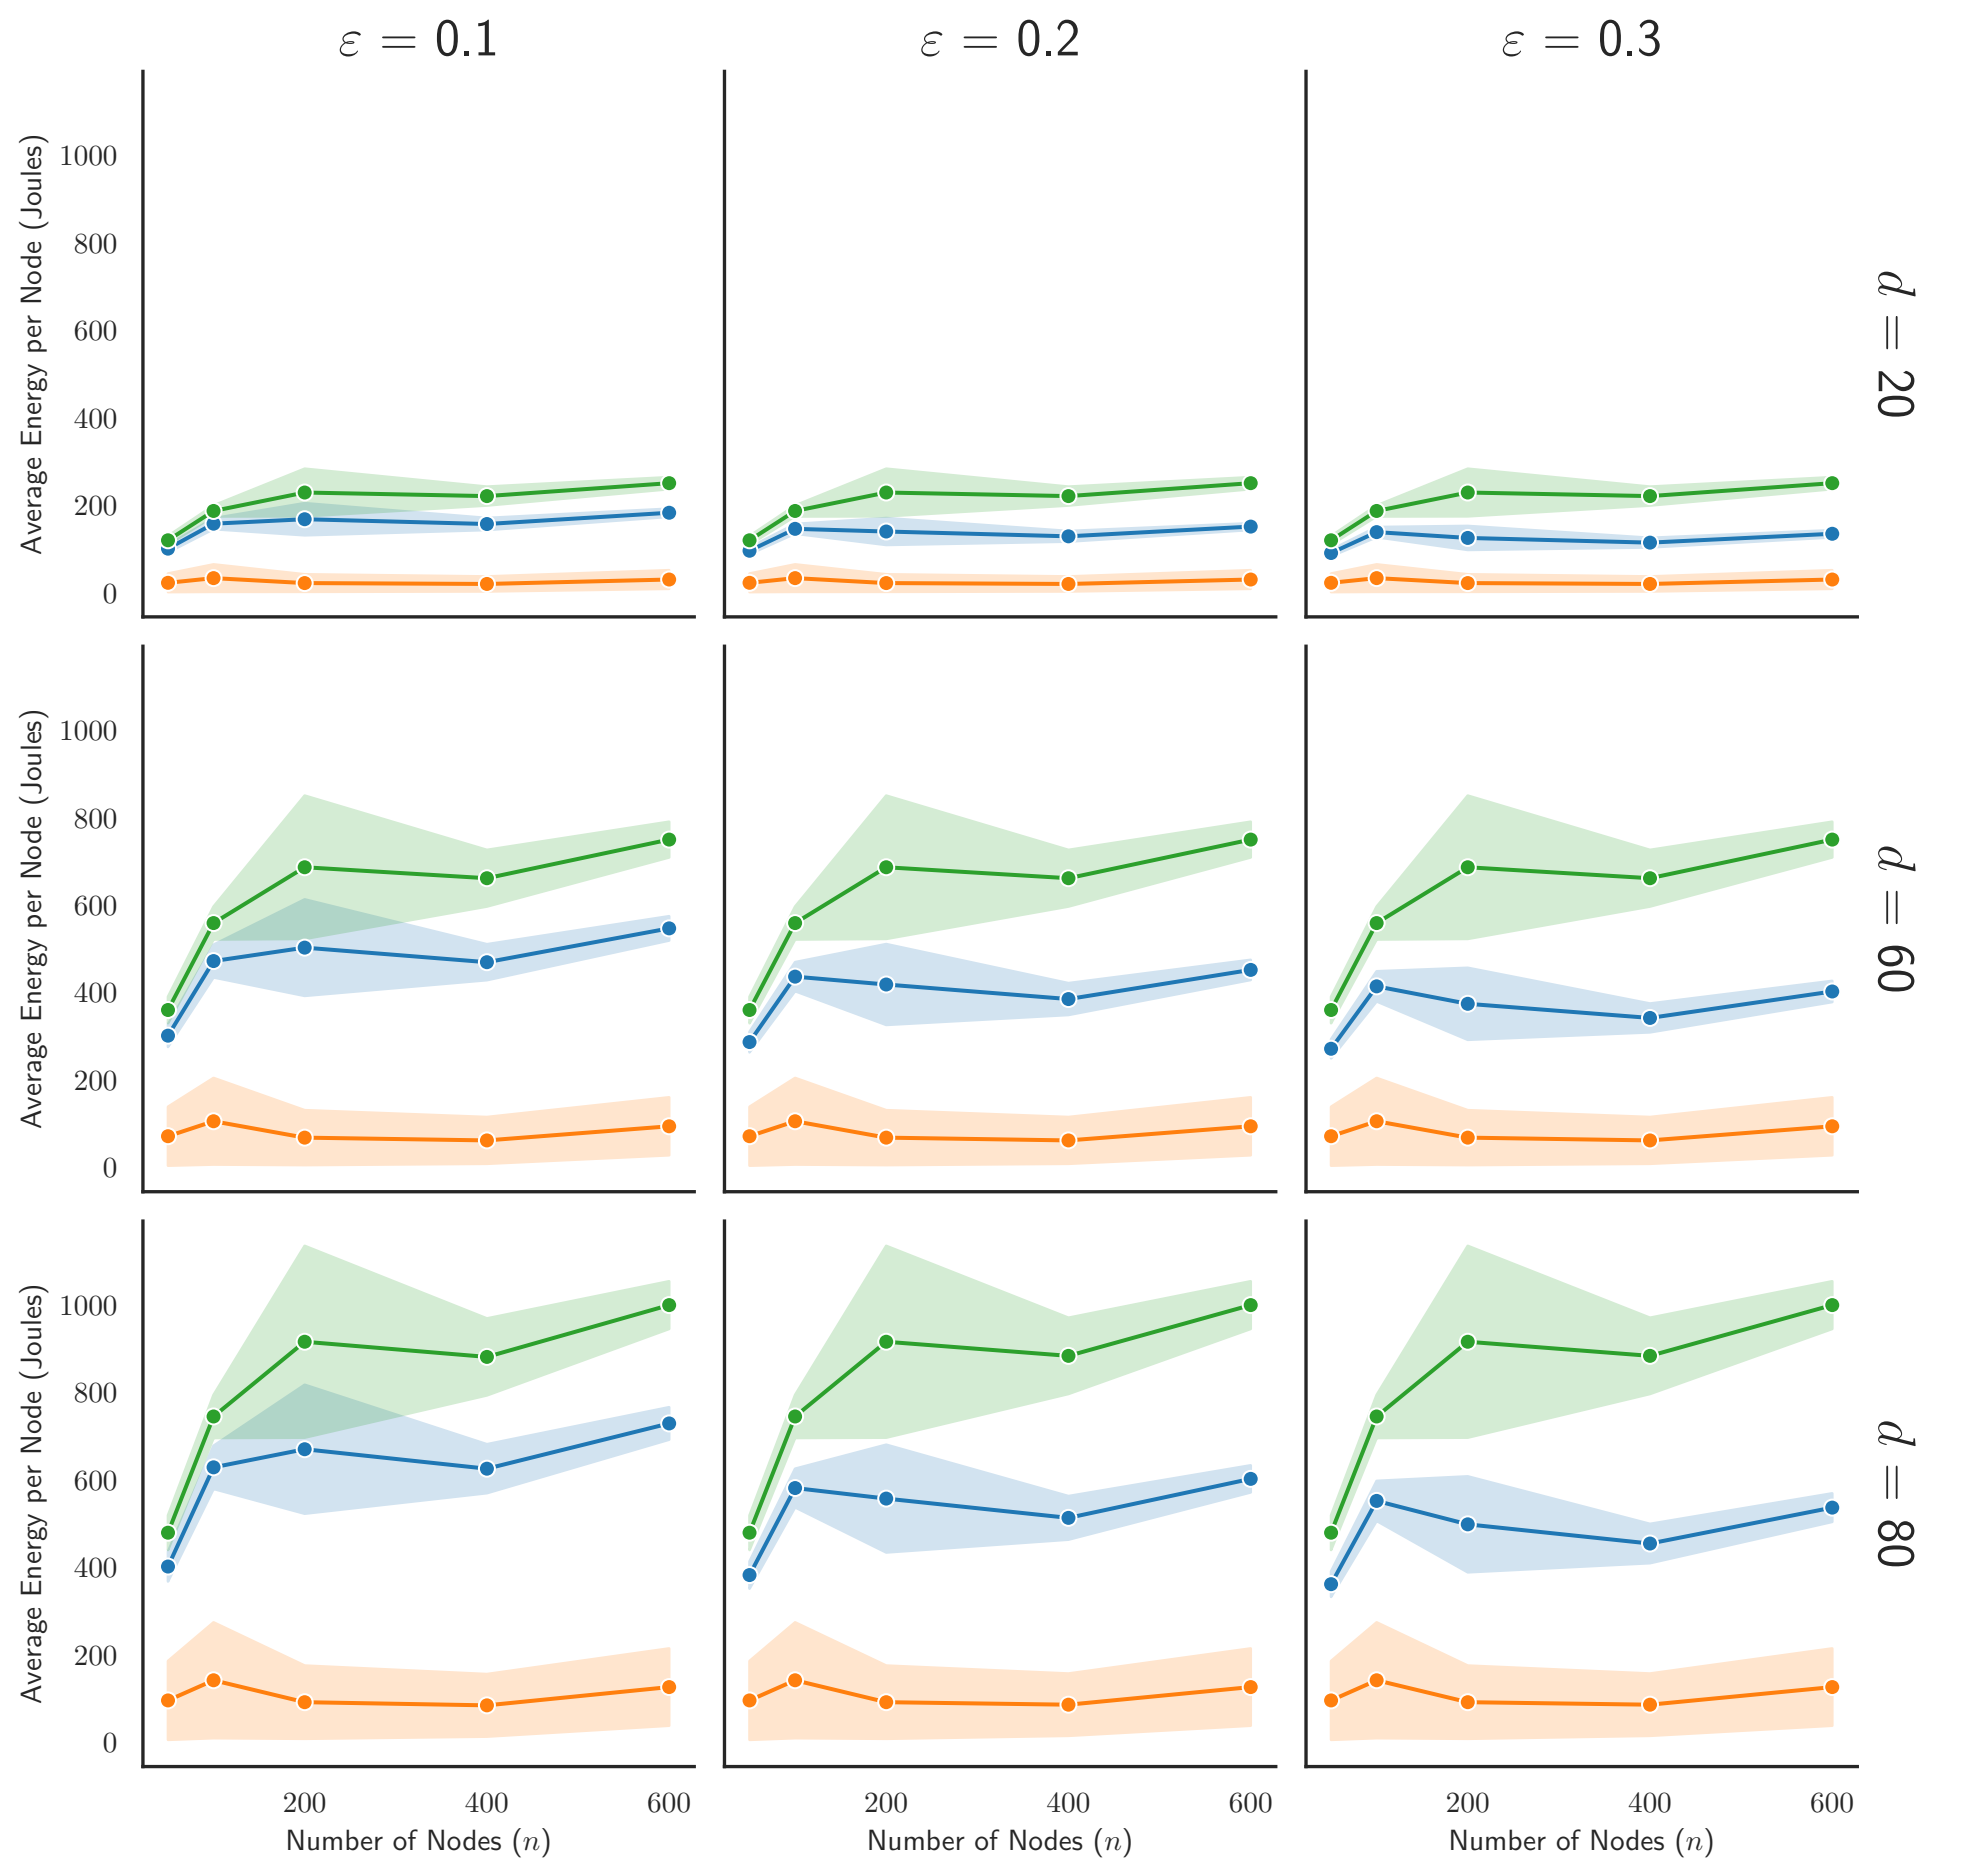 ε = 0.1
ε = 0.2
ε = 0.3
Average Energy per Node (Joules)
1000
800
600
400
200
0
d = 20
Average Energy per Node (Joules)
1000
800
600
400
200
0
d = 60
Average Energy per Node (Joules)
1000
800
600
400
200
0
d = 80
200 400 600
Number of Nodes (n)
200 400 600
Number of Nodes (n)
200 400 600
Number of Nodes (n)